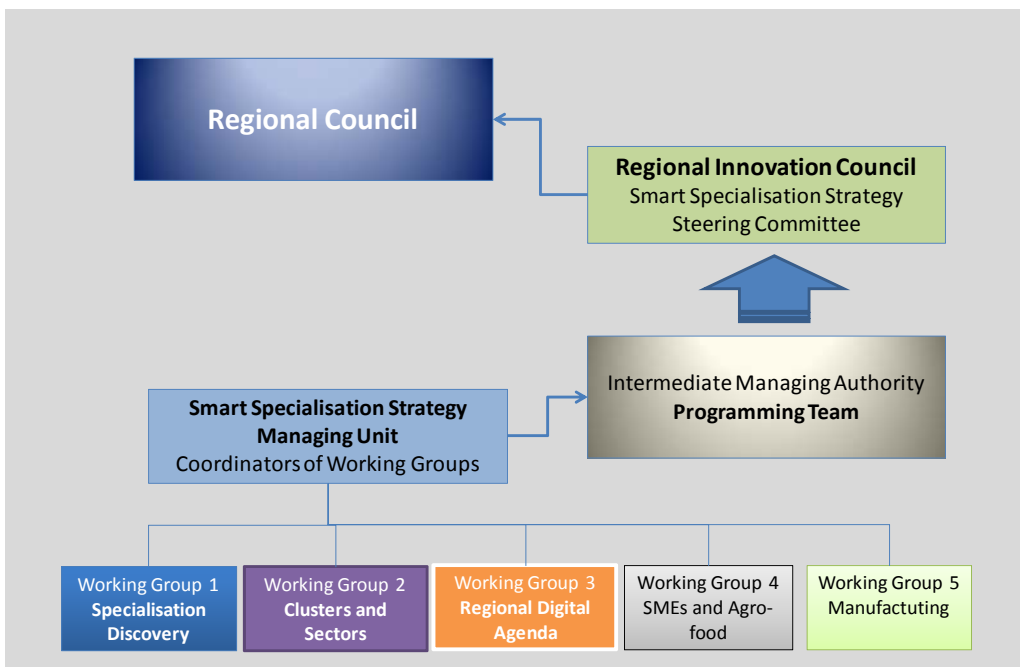 Regional Council
Regional Innovation Council
Smart Specialisation Strategy
Steering Committee
Intermediate Managing Authority
Programming Team
Smart Specialisation Strategy
Managing Unit
Coordinators of Working Groups
Working Group 1
Specialisation
Discovery
Working Group 2
Clusters and
Sectors
Working Group 3
Regional Digital
Agenda
Working Group 4
SMEs and Agro-
food
Working Group 5
Manufactuting